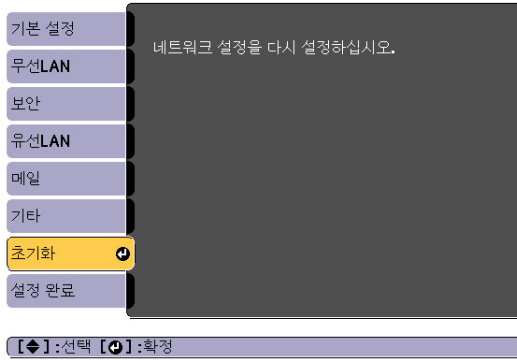 기본 설정
무선LAN
보안
유선LAN
메일
기타
초기화
설정 완료
네트워크 설정을 다시 설정하십시오.
[◆]:선택 [⏎]:확정